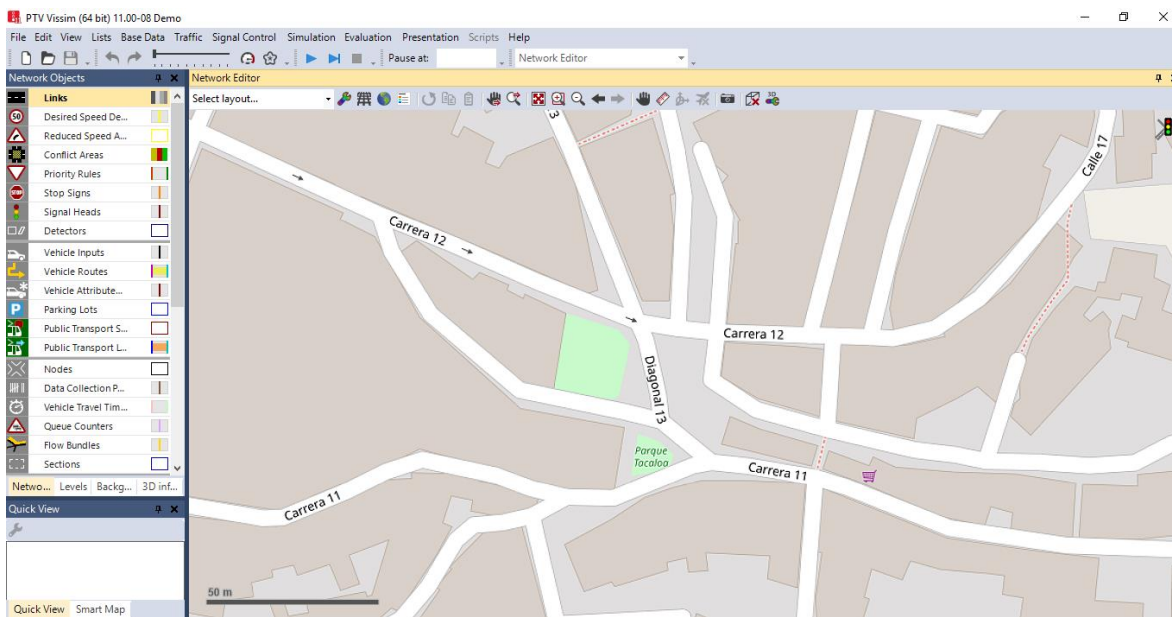 PTV Vissim (64 bit) 11.00-08 Demo
File Edit View Lists Base Data Traffic Signal Control Simulation Evaluation Presentation Scripts Help
Pause at: Network Editor
Network Objects
Network Editor
Links
Select layout...
3D
50 Desired Speed De...
Reduced Speed A...
Conflict Areas
Priority Rules
STOP Stop Signs
Signal Heads
Detectors
Vehicle Inputs
Vehicle Routes
Vehicle Attribute...
P Parking Lots
Public Transport S...
Public Transport L...
Nodes
Data Collection P...
Vehicle Travel Tim...
Queue Counters
Flow Bundles
Sections
Netwo... Levels Backg... 3D inf...
Quick View
Quick View Smart Map
3
Calle 17
Carrera 12
Carrera 12
Diagonal 13
Parque
Tacaloa
Carrera 11
Carrera 11
50 m